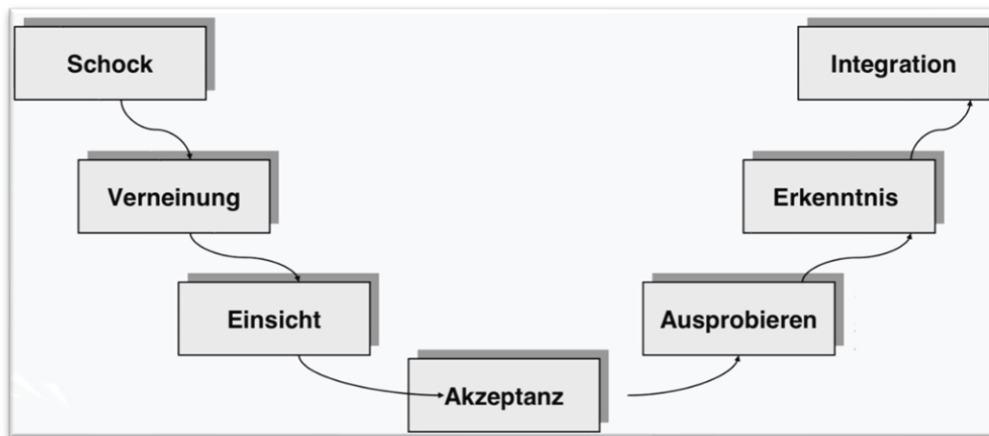 Schock
Verneinung
Einsicht
Akzeptanz
Ausprobieren
Erkenntnis
Integration